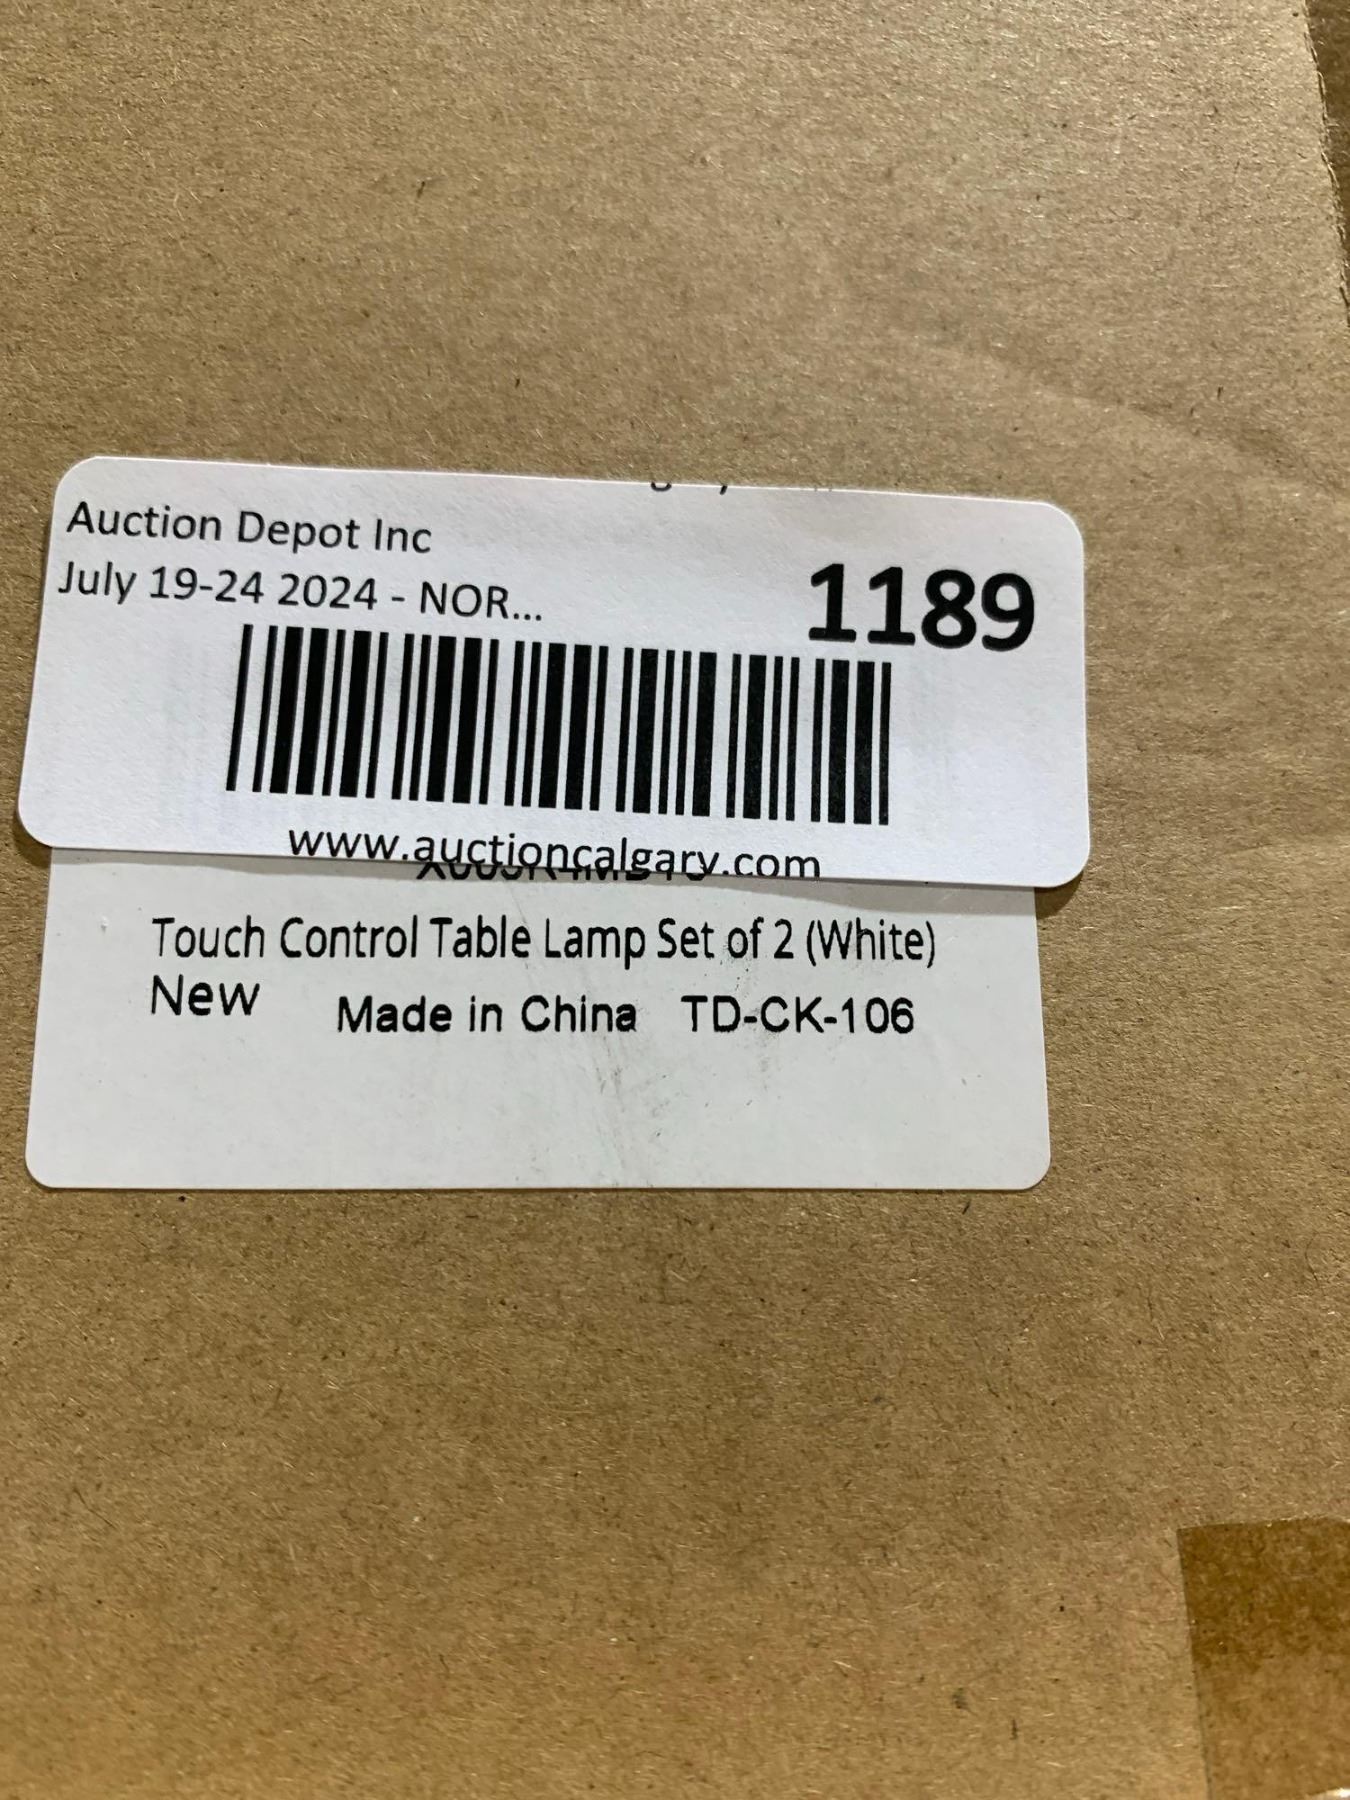 Auction Depot Inc
July 19-24 2024 - NOR...
1189
www.auctioncalgary.com
Touch Control Table Lamp Set of 2 (White)
New
Made in China TD-CK-106